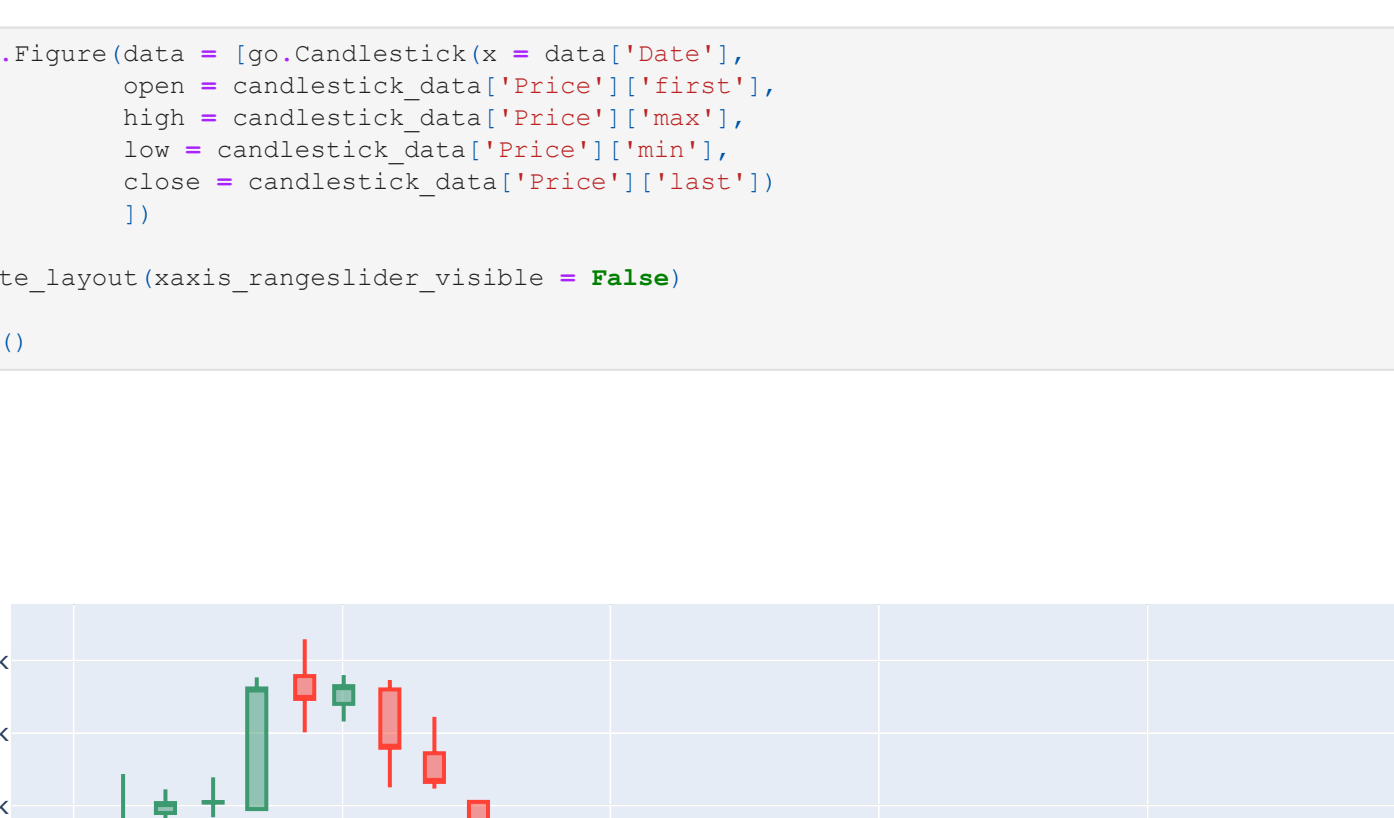 .Figure(data = [go.Candlestick(x = data['Date'],
open = candlestick_data['Price']['first'],
high = candlestick_data['Price']['max'],
low = candlestick_data['Price']['min'],
close = candlestick_data['Price']['last'])
])
te_layout(xaxis_rangeslider_visible = False)
()
k
k
k